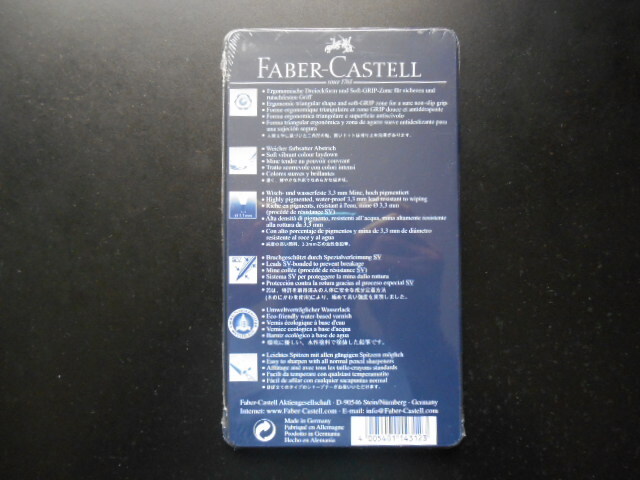 FABER-CASTELL
since 1761
• Ergonomische Dreiecksform und Soft-GRIP-Zone für sicheren und
rutschfesten Griff
• Ergonomic triangular shape and soft-GRIP zone for a safe non-slip grip
• Forme ergonomique triangulaire et zone GRIP douce et antidérapante
• Forma ergonomica triangolare e superficie antiscivolo
• Forma triangular ergonómica y zona de agarre suave antideslizante para
una sujeción segura
• Weicher farbsatter Abstrich
• Soft vibrant colour laydown
• Mine tendre au pouvoir couvrant
• Tratto scorrevole con colori intensi
• Colores suaves y brillantes
• Wisch- und wasserfeste 3,3 mm Mine, hoch pigmentiert
• Highly pigmented, water-proof 3,3 mm lead resistant to wiping
• Riche en pigments, résistant à l'eau, mine Ø 3,3 mm
(procédé de résistance SV)
• Alta densità di pigmento, resistenti all'acqua, mina altamente resistente
alla rottura da 3,3 mm
• Con alto porcentaje de pigmentos y mina de 3,3 mm de diámetro
resistente al roce y al agua
• Bruchgeschützt durch Spezialverleimung SV
• Leads SV-bonded to prevent breakage
• Mine collée (procédé de résistance SV)
• Sistema SV per proteggere la mina dalla rottura
• Protección contra la rotura gracias al proceso especial SV
• Umweltverträglicher Wasserlack
• Eco-friendly water-based varnish
• Vernis écologique à base d'eau
• Vernice ecologica a base d'acqua
• Barniz ecológico a base de agua
• Leichtes Spitzen mit allen gängigen Spitzern möglich
• Easy to sharpen with all normal pencil sharpeners
• Affûtage aisé avec tous les taille-crayons standards
• Facili da temperare con qualsiasi temperamatite
• Fácil de afilar con cualquier sacapuntas normal
Faber-Castell Aktiengesellschaft · D-90546 Stein/Nürnberg · Germany
Internet: www.Faber-Castell.com · E-mail: info@Faber-Castell.com
Made in Germany
Fabriqué en Allemagne
Prodotto in Germania
Hecho en Alemania